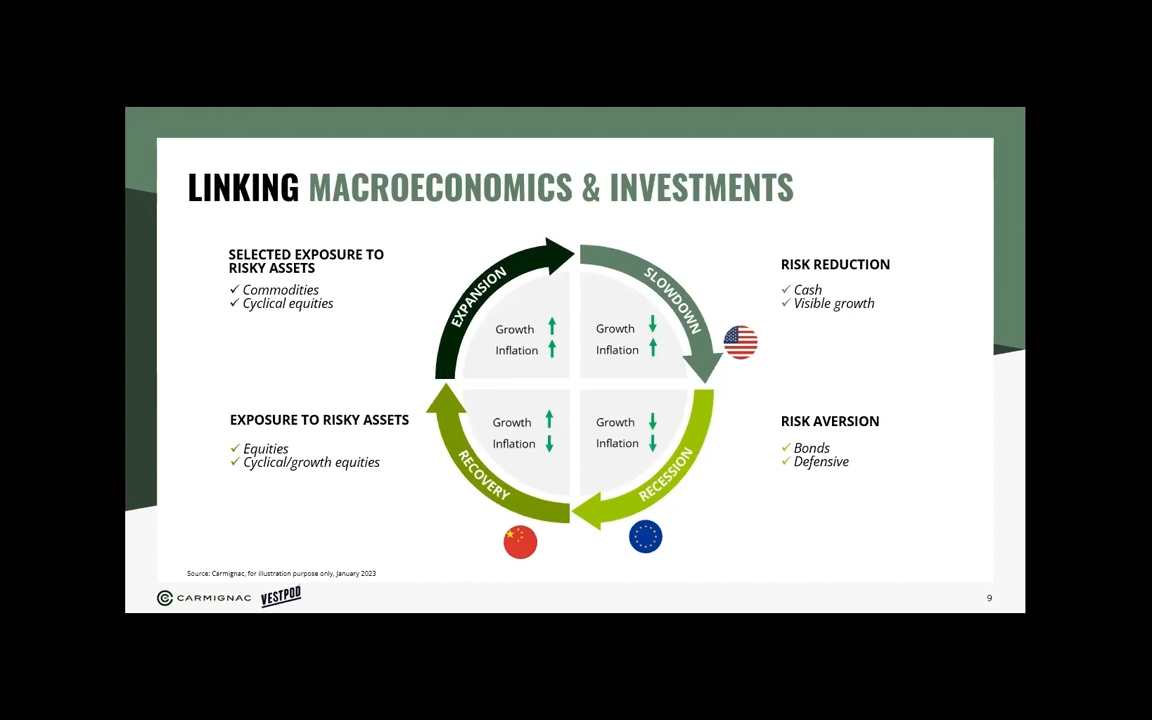 LINKING MACROECONOMICS & INVESTMENTS
SELECTED EXPOSURE TO
RISKY ASSETS
✓ Commodities
✓ Cyclical equities
EXPANSION
Growth
Inflation
SLOWDOWN
Growth
Inflation
RISK REDUCTION
✓ Cash
✓ Visible growth
EXPOSURE TO RISKY ASSETS
✓ Equities
✓ Cyclical/growth equities
RECOVERY
Growth
Inflation
RECESSION
Growth
Inflation
RISK AVERSION
✓ Bonds
✓ Defensive
Source: Carmignac, for illustration purpose only, January 2023
CARMIGNAC
VESTPOD
9